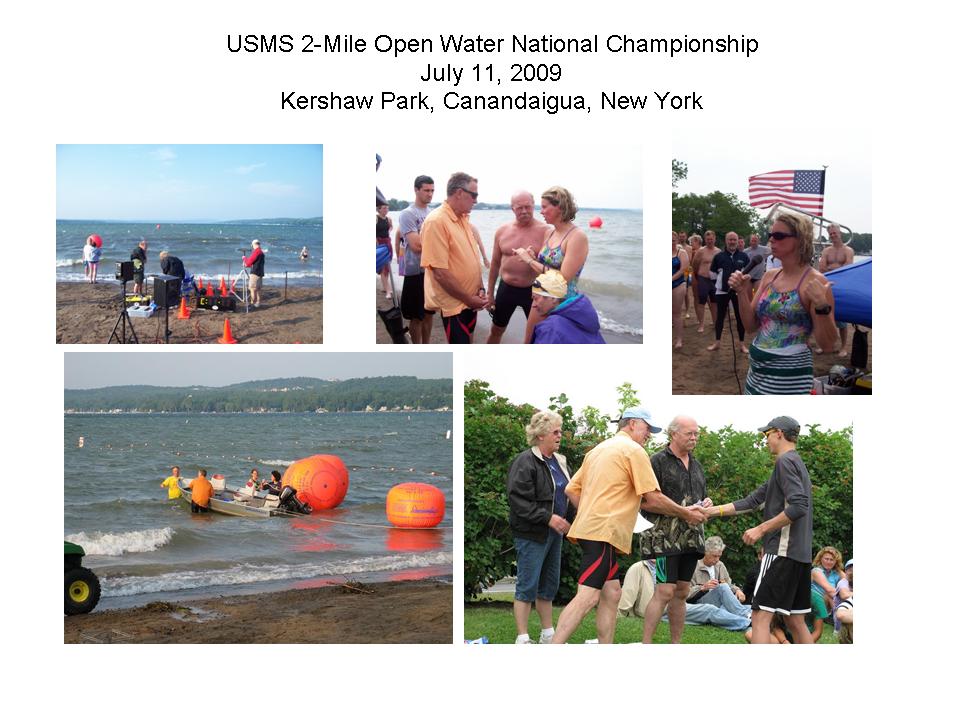 USMS 2-Mile Open Water National Championship
July 11, 2009
Kershaw Park, Canandaigua, New York